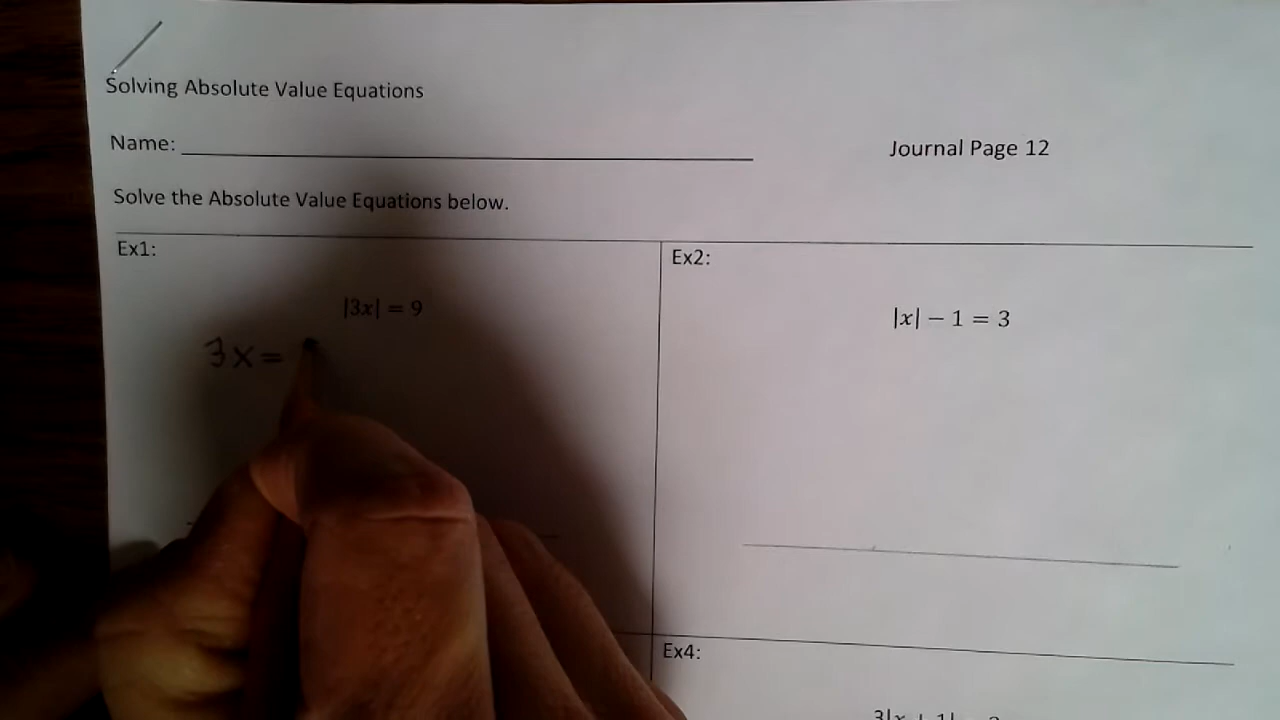 Solving Absolute Value Equations
Name:
Journal Page 12
Solve the Absolute Value Equations below.
Ex1:
|3x| = 9
3x=
Ex2:
|x| − 1 = 3
Ex4: